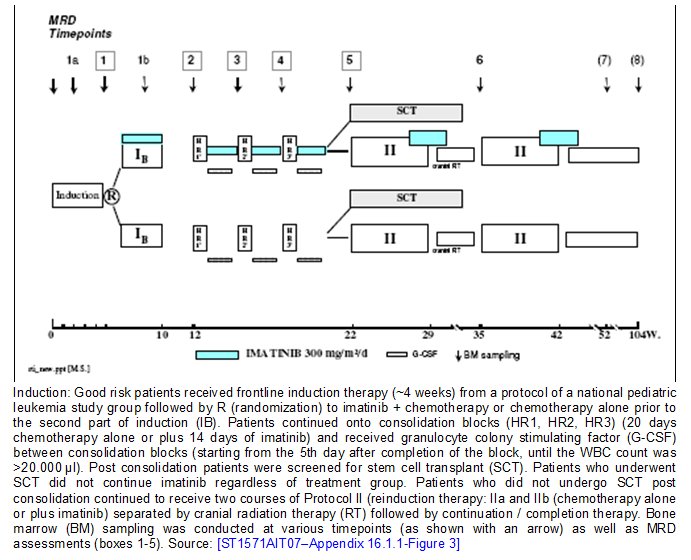 MRD
Timepoints
1a 1 1b 2 3 4 5 6 (7) (8)
SCT
I_B
HR1' HR2' HR3'
II II
cranial RT
Induction R
SCT
I_B
HR1' HR2' HR3'
II II
cranial RT
0 10 12 22 29 35 42 52 104W.
IMATINIB 300 mg/m²/d G-CSF BM sampling
sti_new.ppt [M.S.]
Induction: Good risk patients received frontline induction therapy (~4 weeks) from a protocol of a national pediatric
leukemia study group followed by R (randomization) to imatinib + chemotherapy or chemotherapy alone prior to
the second part of induction (IB). Patients continued onto consolidation blocks (HR1, HR2, HR3) (20 days
chemotherapy alone or plus 14 days of imatinib) and received granulocyte colony stimulating factor (G-CSF)
between consolidation blocks (starting from the 5th day after completion of the block, until the WBC count was
>20.000 µl). Post consolidation patients were screened for stem cell transplant (SCT). Patients who underwent
SCT did not continue imatinib regardless of treatment group. Patients who did not undergo SCT post
consolidation continued to receive two courses of Protocol II (reinduction therapy: IIa and IIb (chemotherapy alone
or plus imatinib) separated by cranial radiation therapy (RT) followed by continuation / completion therapy. Bone
marrow (BM) sampling was conducted at various timepoints (as shown with an arrow) as well as MRD
assessments (boxes 1-5). Source: [ST1571AIT07–Appendix 16.1.1-Figure 3]